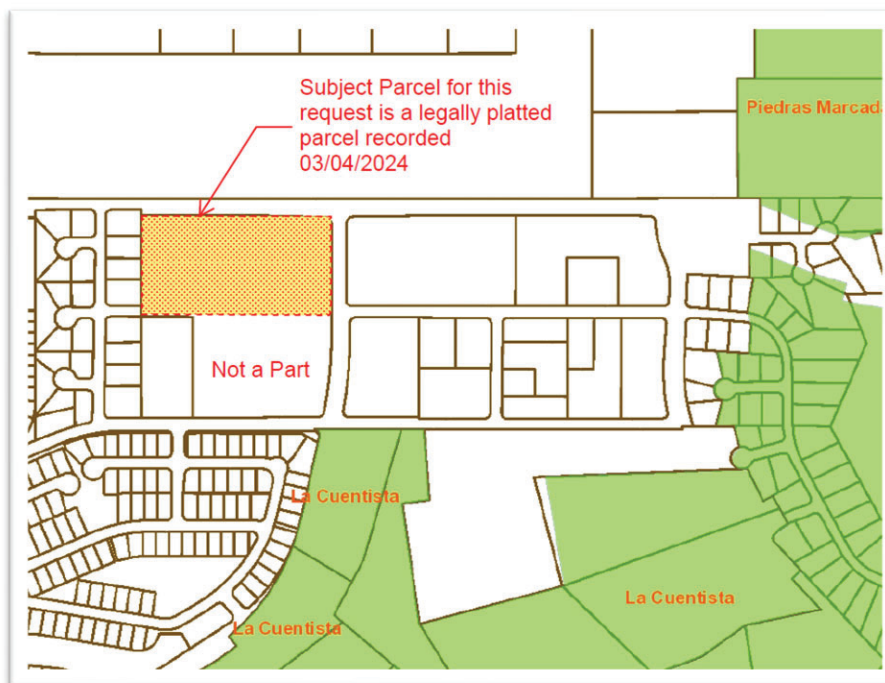 Subject Parcel for this
request is a legally platted
parcel recorded
03/04/2024
Piedras Marcad
Not a Part
La Cuentista
La Cuentista
La Cuentista